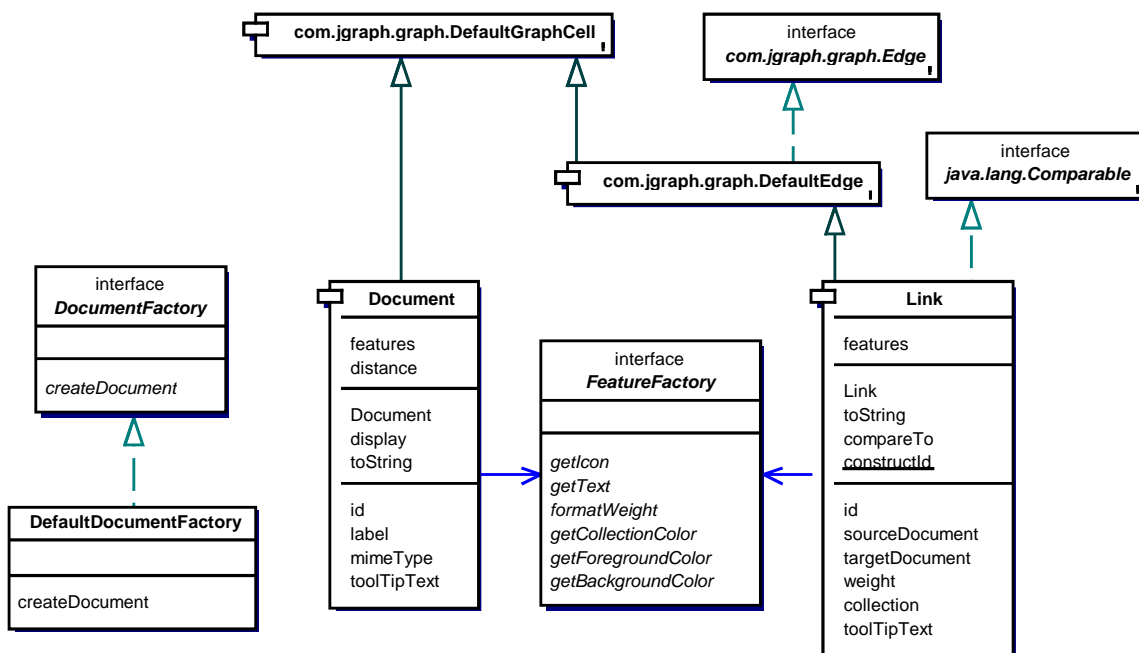 com.jgraph.graph.DefaultGraphCell
interface
com.jgraph.graph.Edge
interface
java.lang.Comparable
com.jgraph.graph.DefaultEdge
interface
DocumentFactory
createDocument
DefaultDocumentFactory
createDocument
Document
features
distance
Document
display
toString
id
label
mimeType
toolTipText
interface
FeatureFactory
getIcon
getText
formatWeight
getCollectionColor
getForegroundColor
getBackgroundColor
Link
features
Link
toString
compareTo
constructId
id
sourceDocument
targetDocument
weight
collection
toolTipText